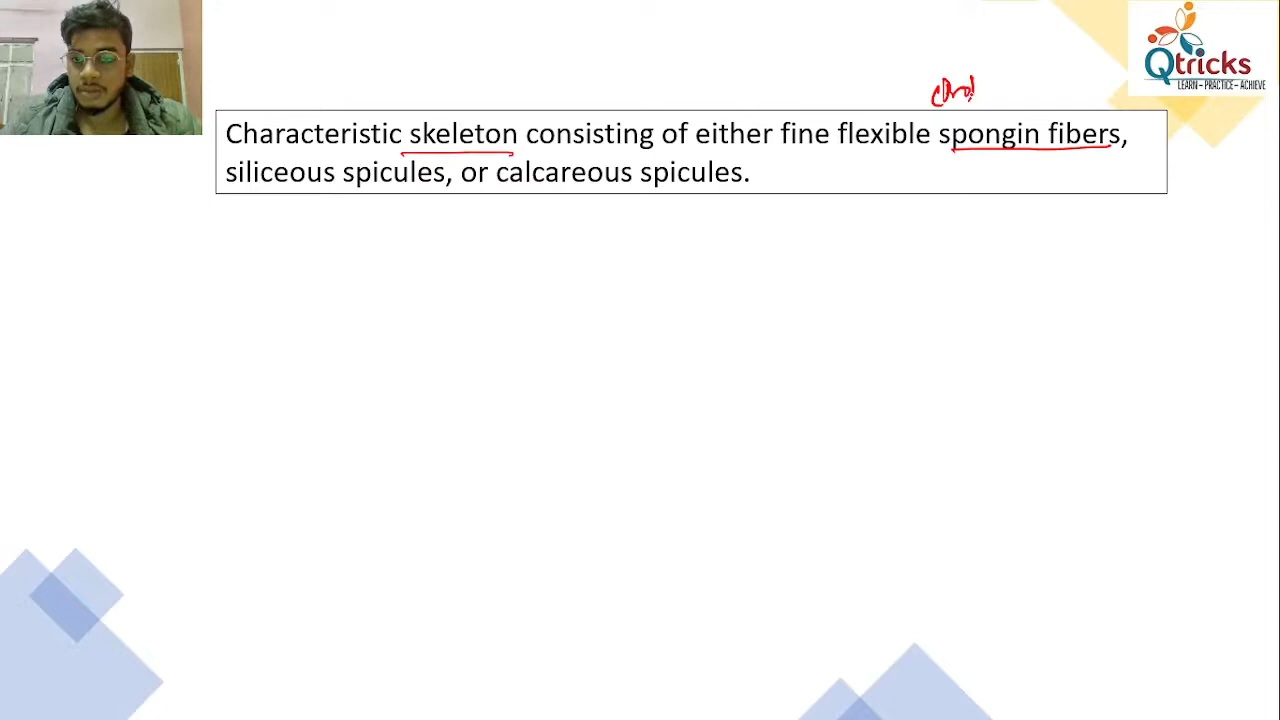 Qtricks
LEARN – PRACTICE – ACHIEVE
Characteristic skeleton consisting of either fine flexible spongin fibers,
siliceous spicules, or calcareous spicules.